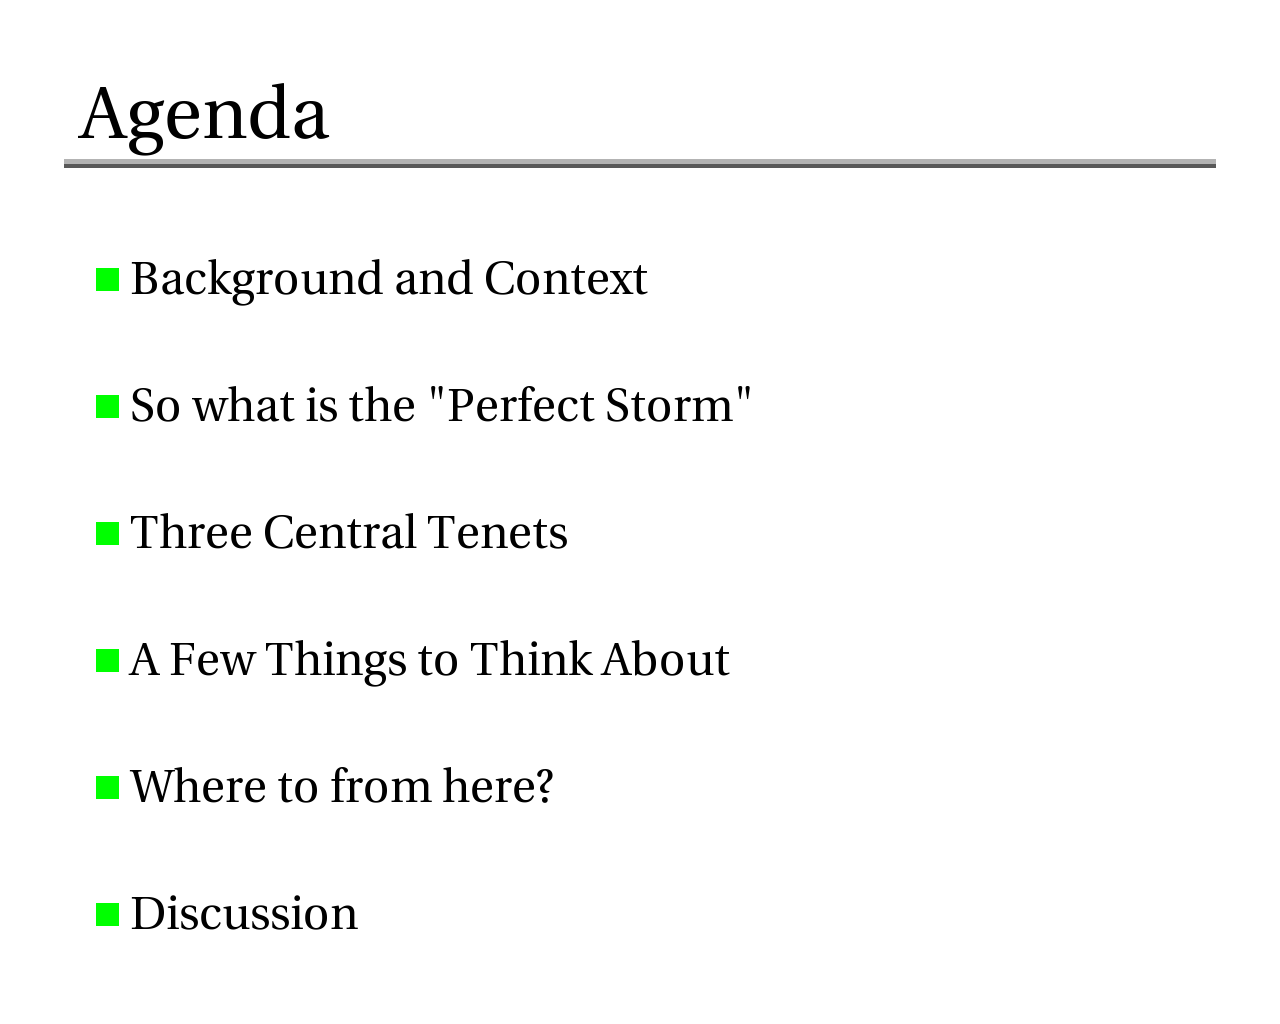 Agenda
Background and Context
So what is the "Perfect Storm"
Three Central Tenets
A Few Things to Think About
Where to from here?
Discussion